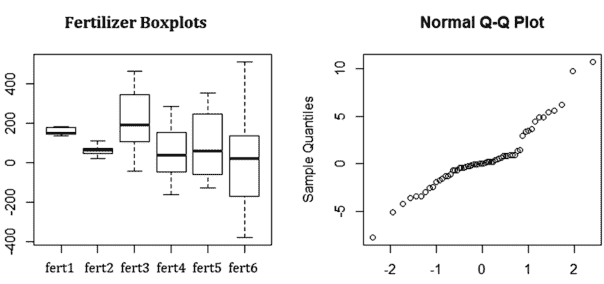 Fertilizer Boxplots
400
200
0
-200
-400
fert1 fert2 fert3 fert4 fert5 fert6
Normal Q-Q Plot
Sample Quantiles
10
5
0
-5
-2 -1 0 1 2